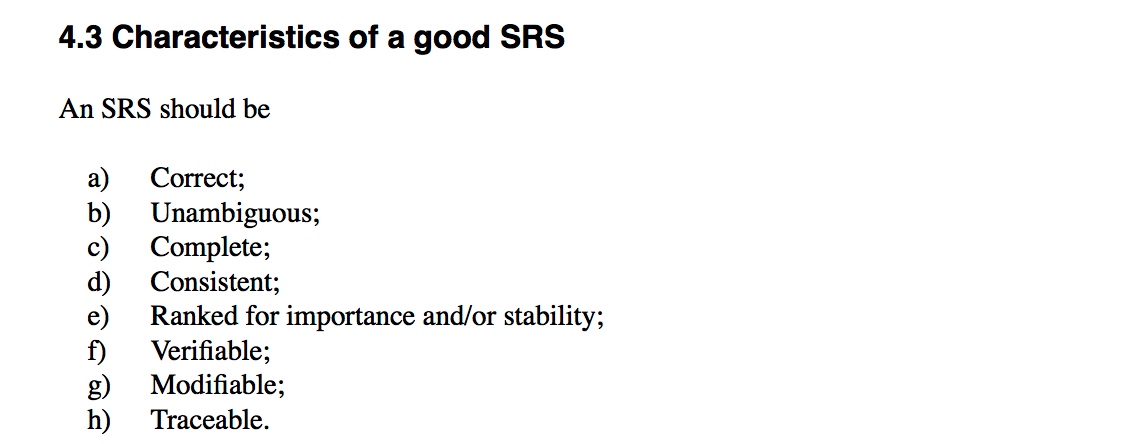 4.3 Characteristics of a good SRS
An SRS should be
a) Correct;
b) Unambiguous;
c) Complete;
d) Consistent;
e) Ranked for importance and/or stability;
f) Verifiable;
g) Modifiable;
h) Traceable.